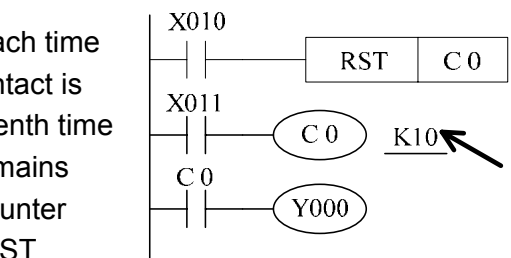 X010
ach time
RST C 0
ntact is
X011
enth time
C 0 K10
mains
C 0
unter
Y000
ST